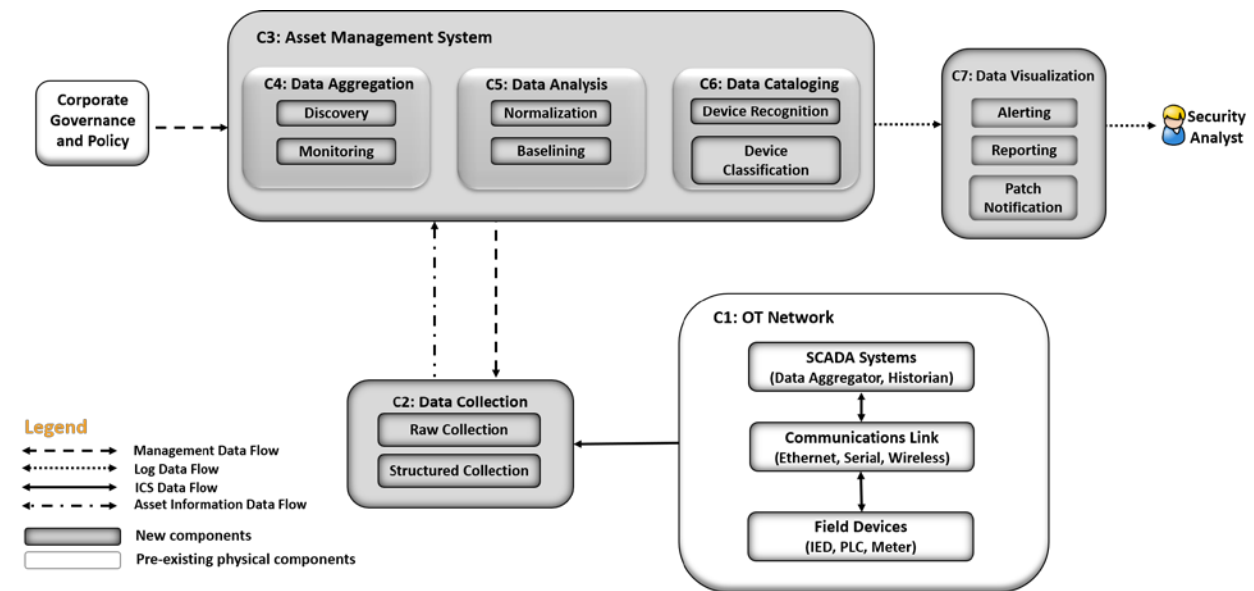 C3: Asset Management System
C4: Data Aggregation
Discovery
Monitoring
C5: Data Analysis
Normalization
Baselining
C6: Data Cataloging
Device Recognition
Device
Classification
Corporate
Governance
and Policy
C7: Data Visualization
Alerting
Reporting
Patch
Notification
Security
Analyst
C1: OT Network
SCADA Systems
(Data Aggregator, Historian)
Communications Link
(Ethernet, Serial, Wireless)
Field Devices
(IED, PLC, Meter)
C2: Data Collection
Raw Collection
Structured Collection
Legend
Management Data Flow
Log Data Flow
ICS Data Flow
Asset Information Data Flow
New components
Pre-existing physical components